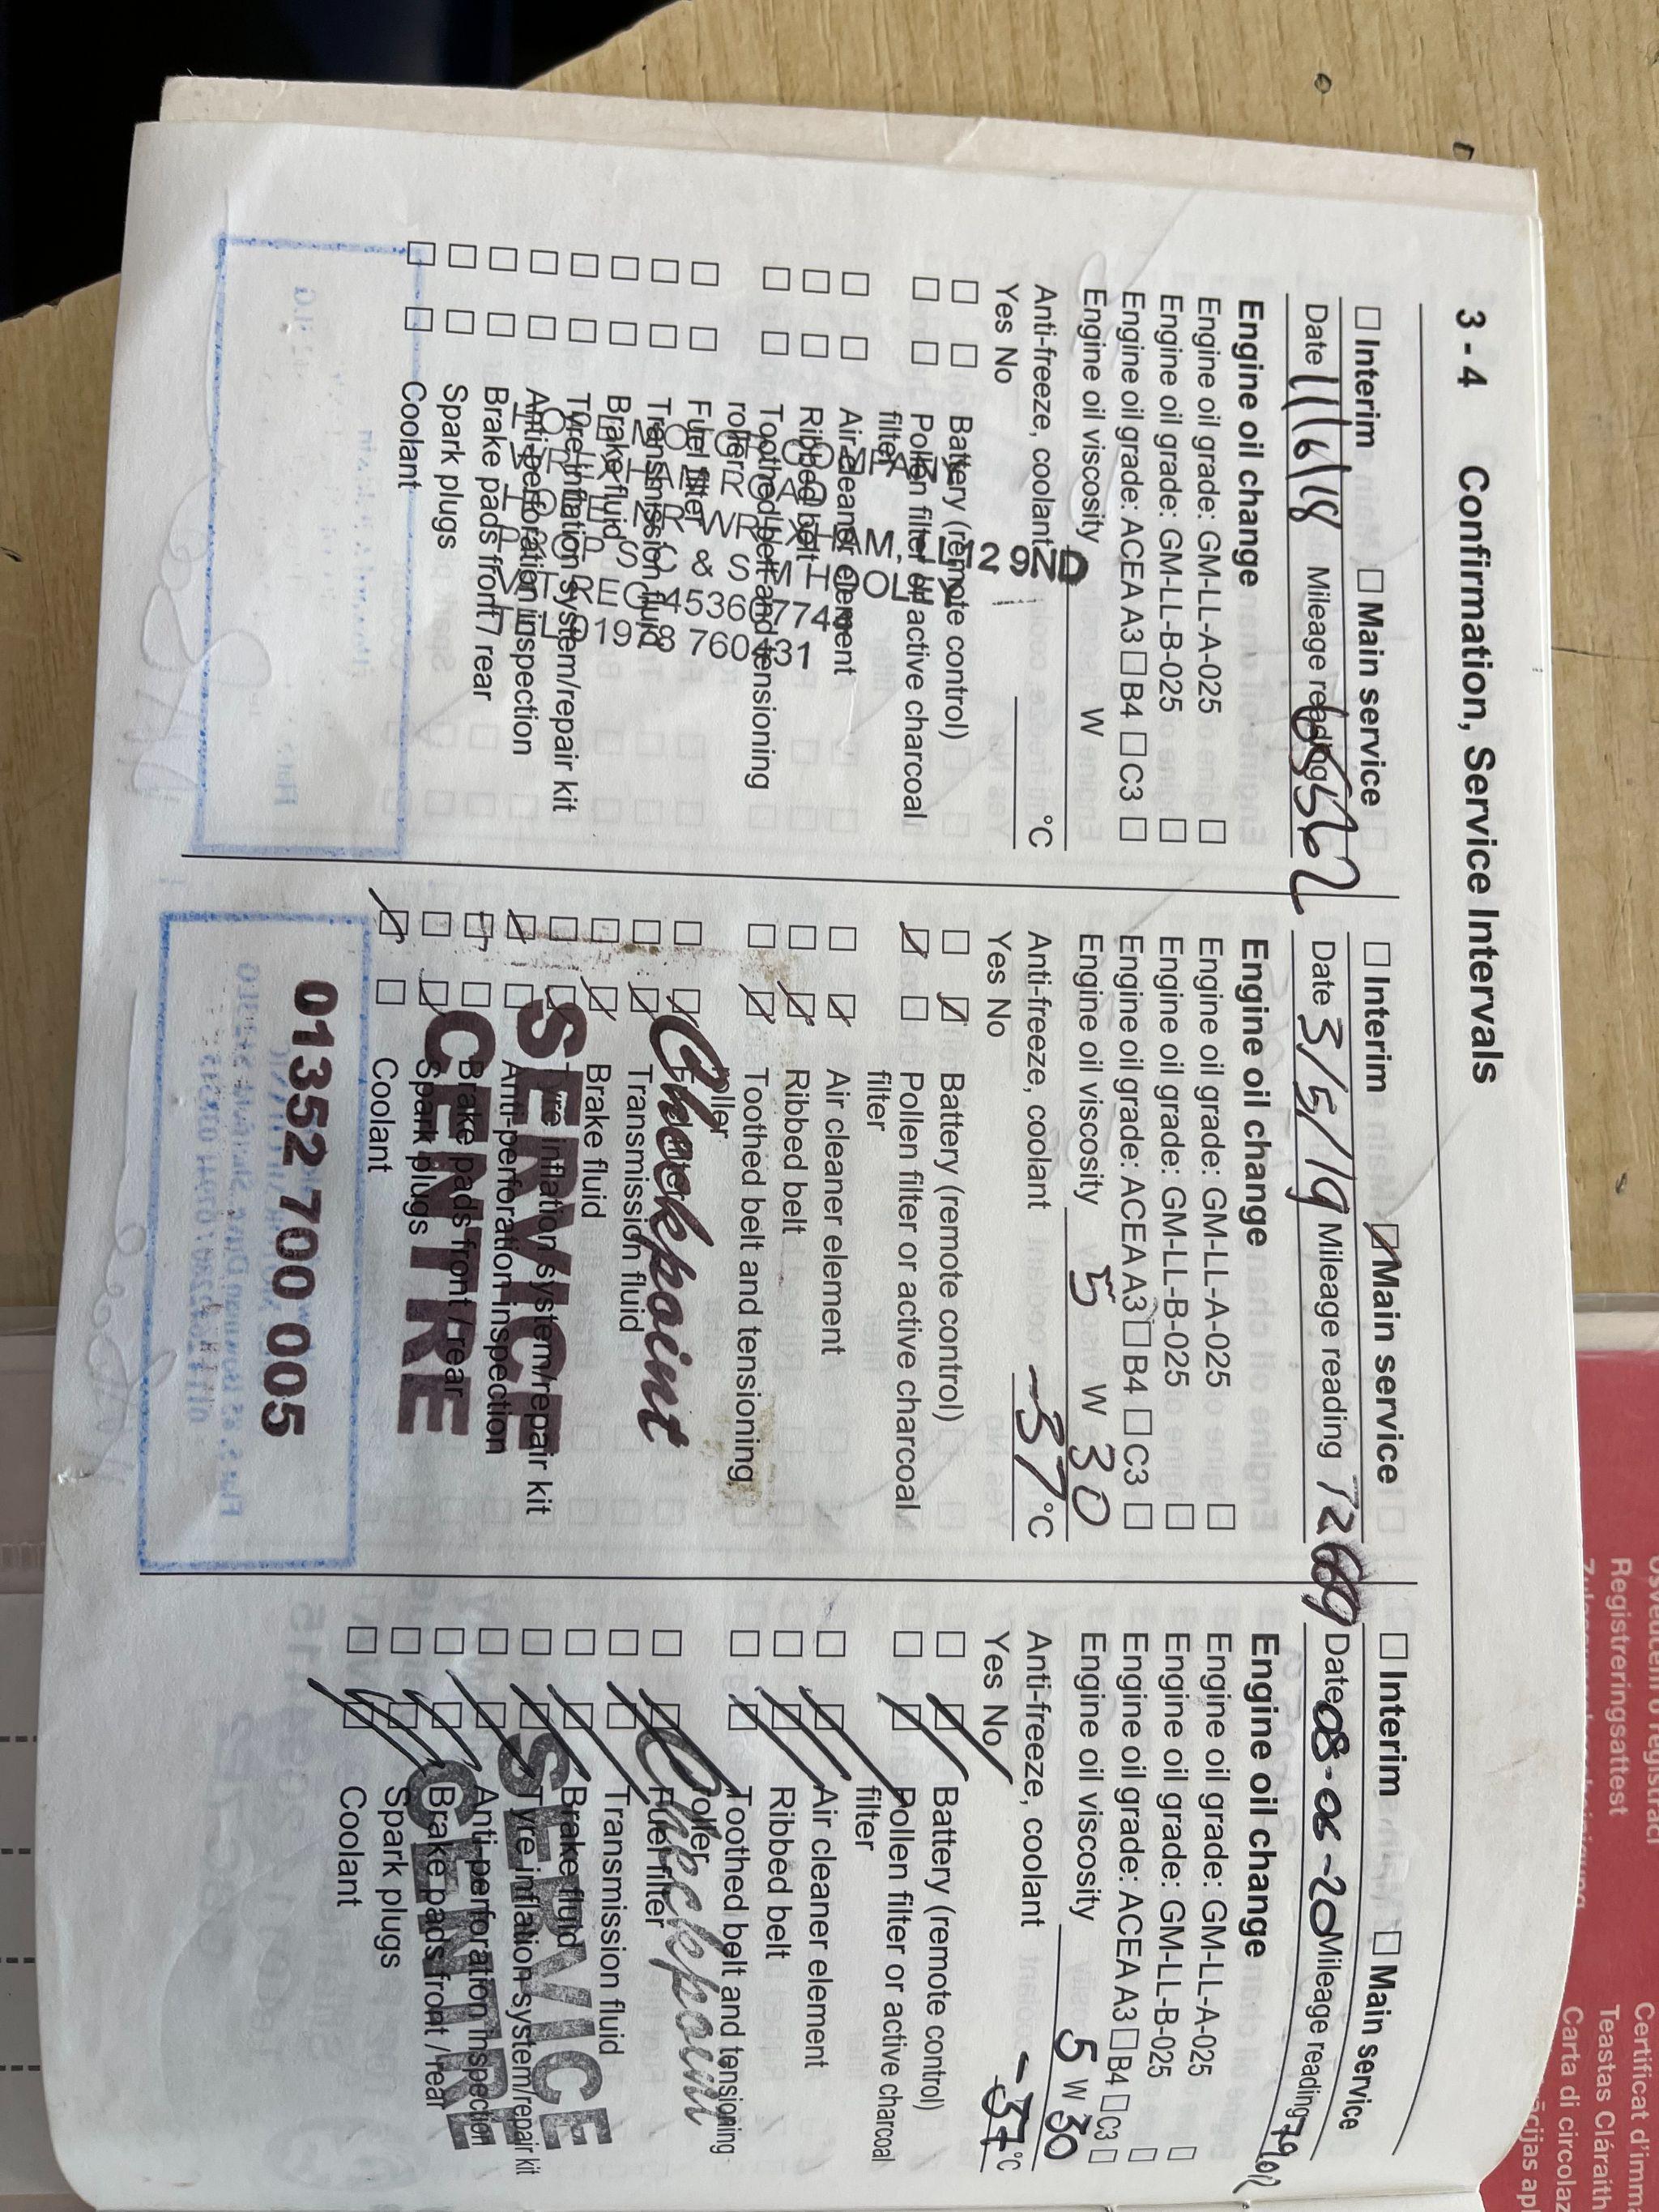 3 - 4 Confirmation, Service Intervals
☐ Interim ☐ Main service
Date 11/6/18 Mileage reading
Engine oil change
Engine oil grade: GM-LL-A-025 ☐
Engine oil grade: GM-LL-B-025 ☐
Engine oil grade: ACEA A3 ☐ B4 ☐ C3 ☐
Engine oil viscosity W
Anti-freeze, coolant °C
Yes No
☐ ☐ Battery (remote control)
☐ ☐ Pollen filter or active charcoal
filter
☐ ☐ Air cleaner element
☐ ☐ Ribbed belt
☐ ☐ Toothed belt and tensioning
roller
☐ ☐ Fuel filter
☐ ☐ Transmission fluid
☐ ☐ Brake fluid
☐ ☐ Tyre inflation system/repair kit
☐ ☐ Anti-perforation inspection
☐ ☐ Brake pads front / rear
☐ ☐ Spark plugs
☐ ☐ Coolant
☐ Interim ☑ Main service
Date 3/5/19 Mileage reading 72669
Engine oil change
Engine oil grade: GM-LL-A-025 ☐
Engine oil grade: GM-LL-B-025 ☐
Engine oil grade: ACEA A3 ☐ B4 ☐ C3 ☐
Engine oil viscosity 5 W 30
Anti-freeze, coolant -37 °C
Yes No
☐ ☑ Battery (remote control)
☑ ☐ Pollen filter or active charcoal
filter
☐ ☑ Air cleaner element
☐ ☑ Ribbed belt
☐ ☑ Toothed belt and tensioning
roller
☐ ☑
☐ ☑ Transmission fluid
☐ ☑ Brake fluid
☐ ☑ Tyre inflation system/repair kit
☑ ☐ Anti-perforation inspection
☑ ☐ Brake pads front / rear
☐ ☑ Spark plugs
☑ ☐ Coolant
Checkpoint
SERVICE
CENTRE
01352 700 005
☐ Interim ☐ Main service
Date 08-06-20 Mileage reading
Engine oil change
Engine oil grade: GM-LL-A-025 ☐
Engine oil grade: GM-LL-B-025 ☐
Engine oil grade: ACEA A3 ☐ B4 ☐ C3 ☐
Engine oil viscosity 5 W 30
Anti-freeze, coolant -37 °C
Yes No
☐ ☑ Battery (remote control)
☐ ☑ Pollen filter or active charcoal
filter
☐ ☑ Air cleaner element
☐ ☑ Ribbed belt
☐ ☑ Toothed belt and tensioning
roller
☐ ☑ Fuel filter
☐ ☑ Transmission fluid
☐ ☑ Brake fluid
☐ ☑ Tyre inflation system/repair kit
☐ ☑ Anti-perforation inspection
☐ ☑ Brake pads front / rear
☐ ☑ Spark plugs
☐ ☑ Coolant
Checkpoint
SERVICE
CENTRE
Registreringsattest
Teastas
Carta di